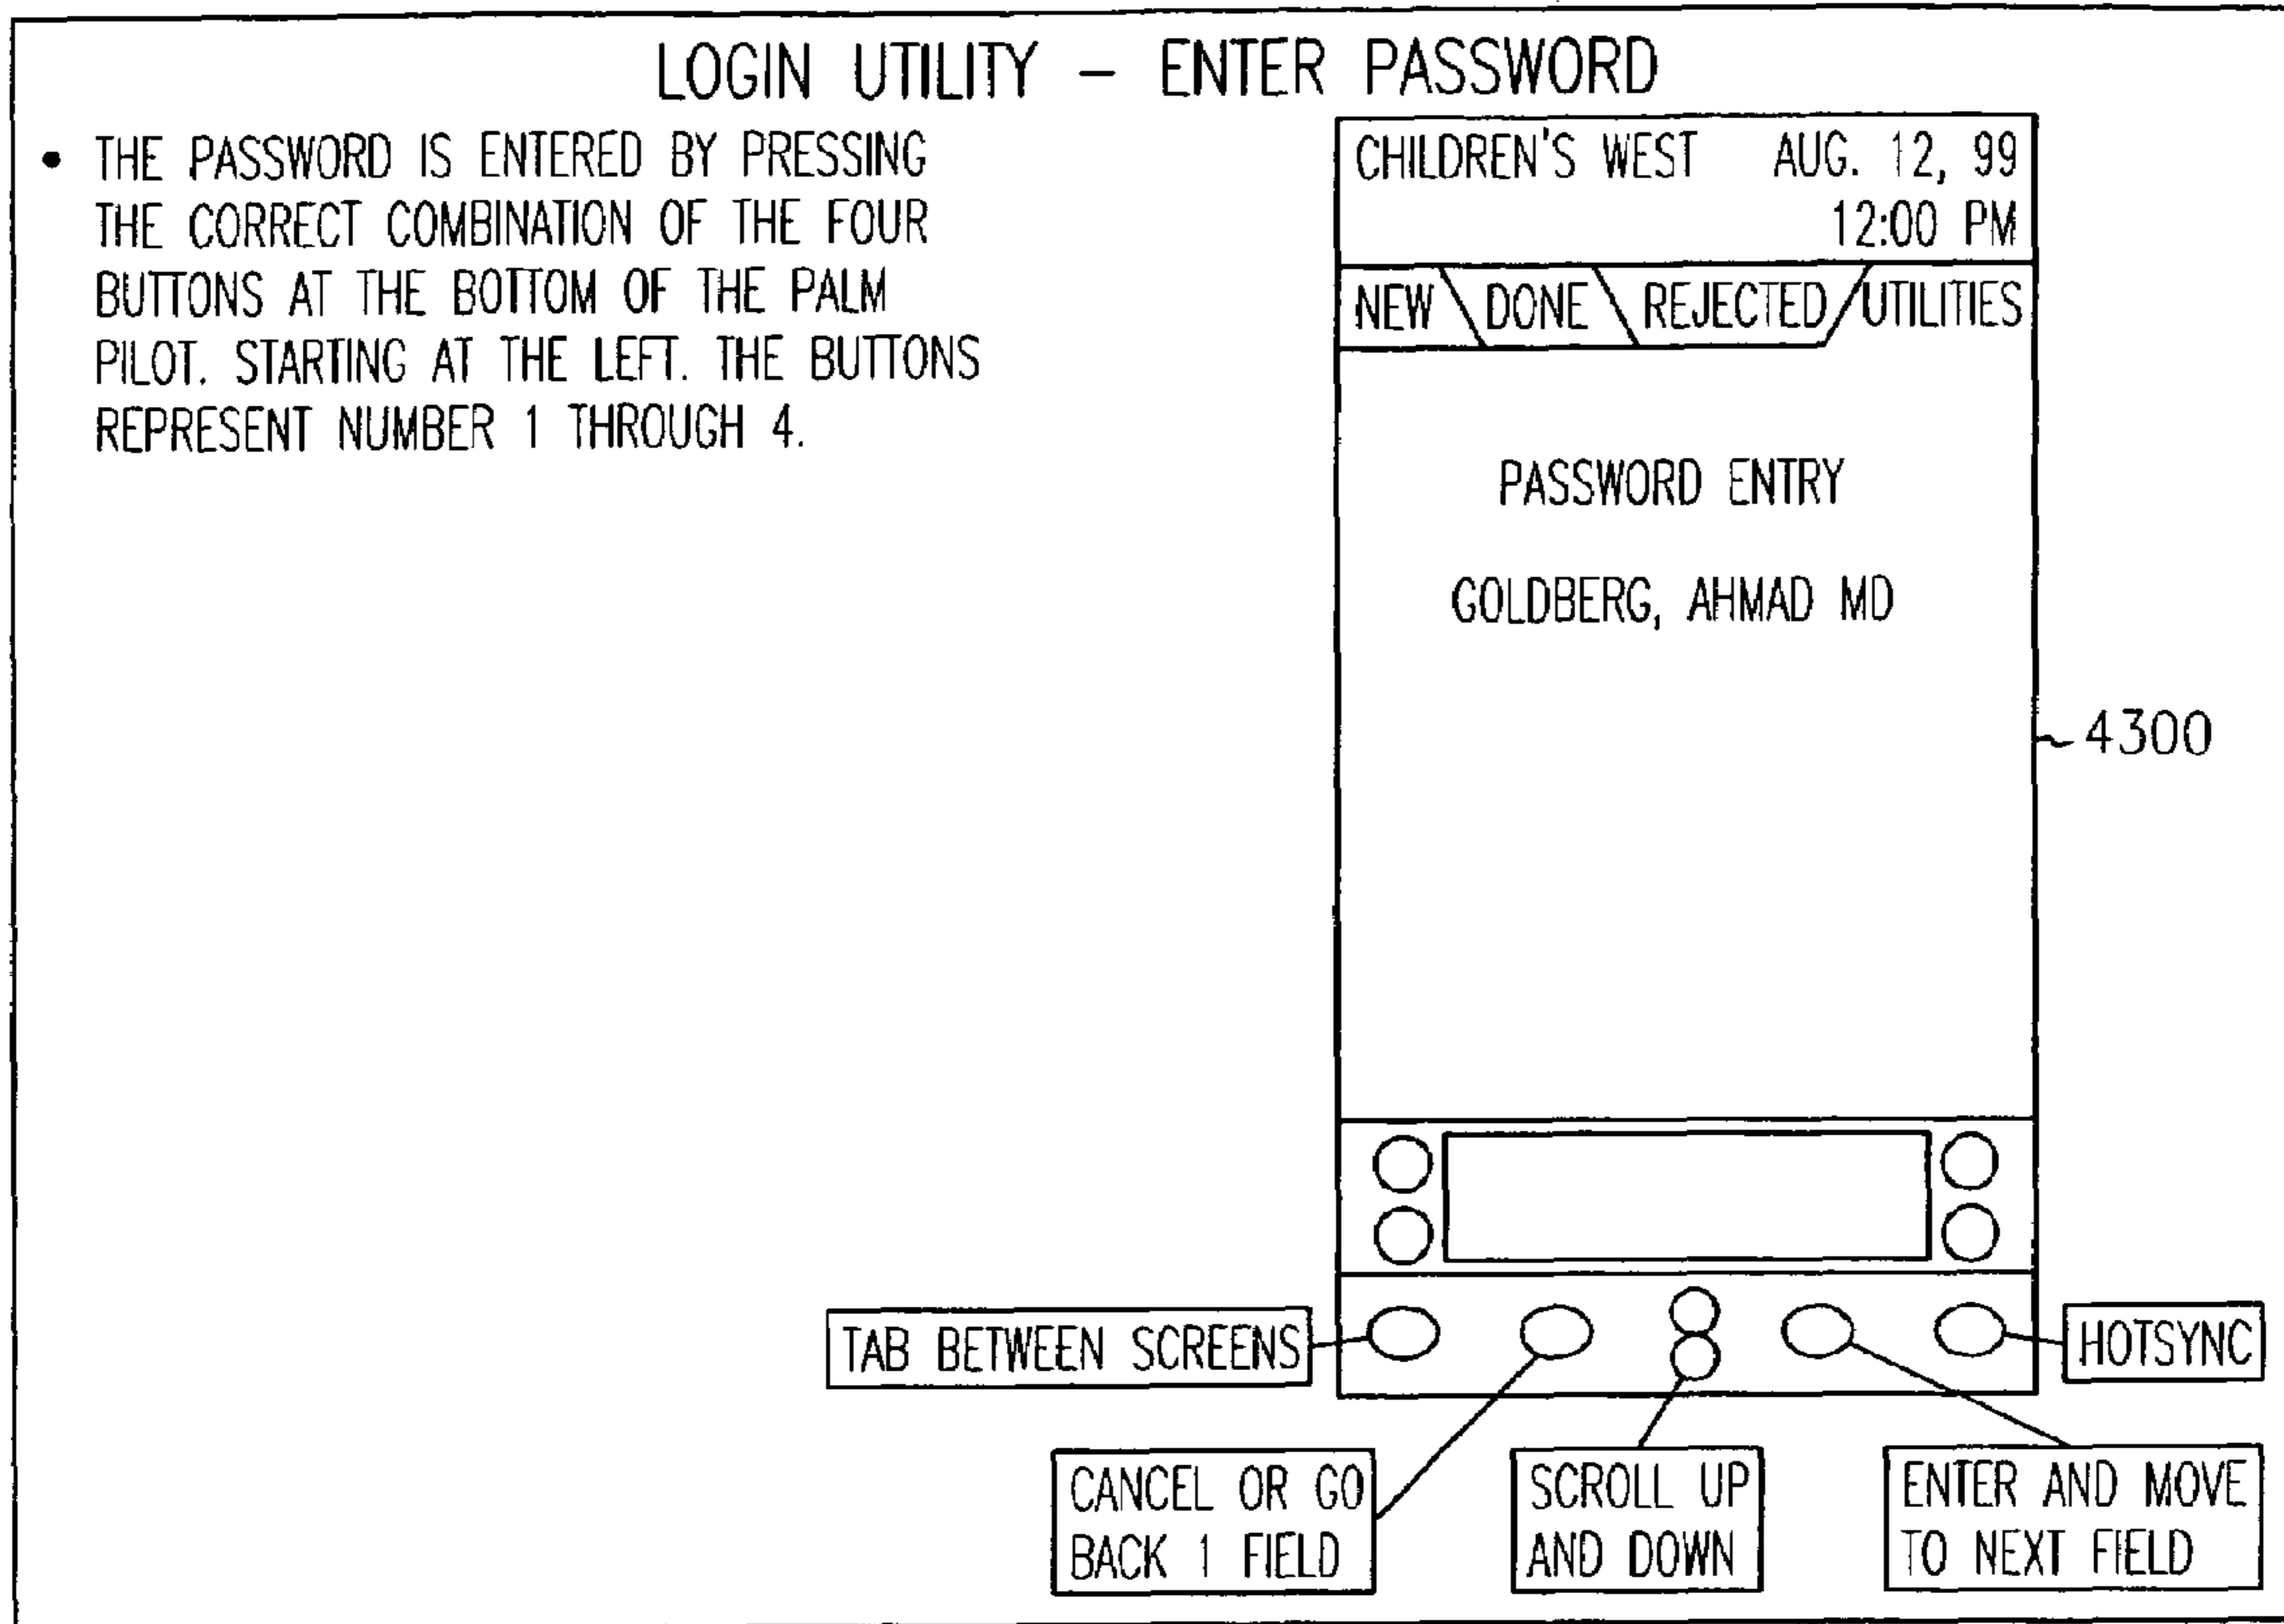 LOGIN UTILITY – ENTER PASSWORD
• THE PASSWORD IS ENTERED BY PRESSING
THE CORRECT COMBINATION OF THE FOUR
BUTTONS AT THE BOTTOM OF THE PALM
PILOT. STARTING AT THE LEFT. THE BUTTONS
REPRESENT NUMBER 1 THROUGH 4.
CHILDREN'S WEST AUG. 12, 99
12:00 PM
NEW DONE REJECTED UTILITIES
PASSWORD ENTRY
GOLDBERG, AHMAD MD
4300
TAB BETWEEN SCREENS
HOTSYNC
CANCEL OR GO
BACK 1 FIELD
SCROLL UP
AND DOWN
ENTER AND MOVE
TO NEXT FIELD